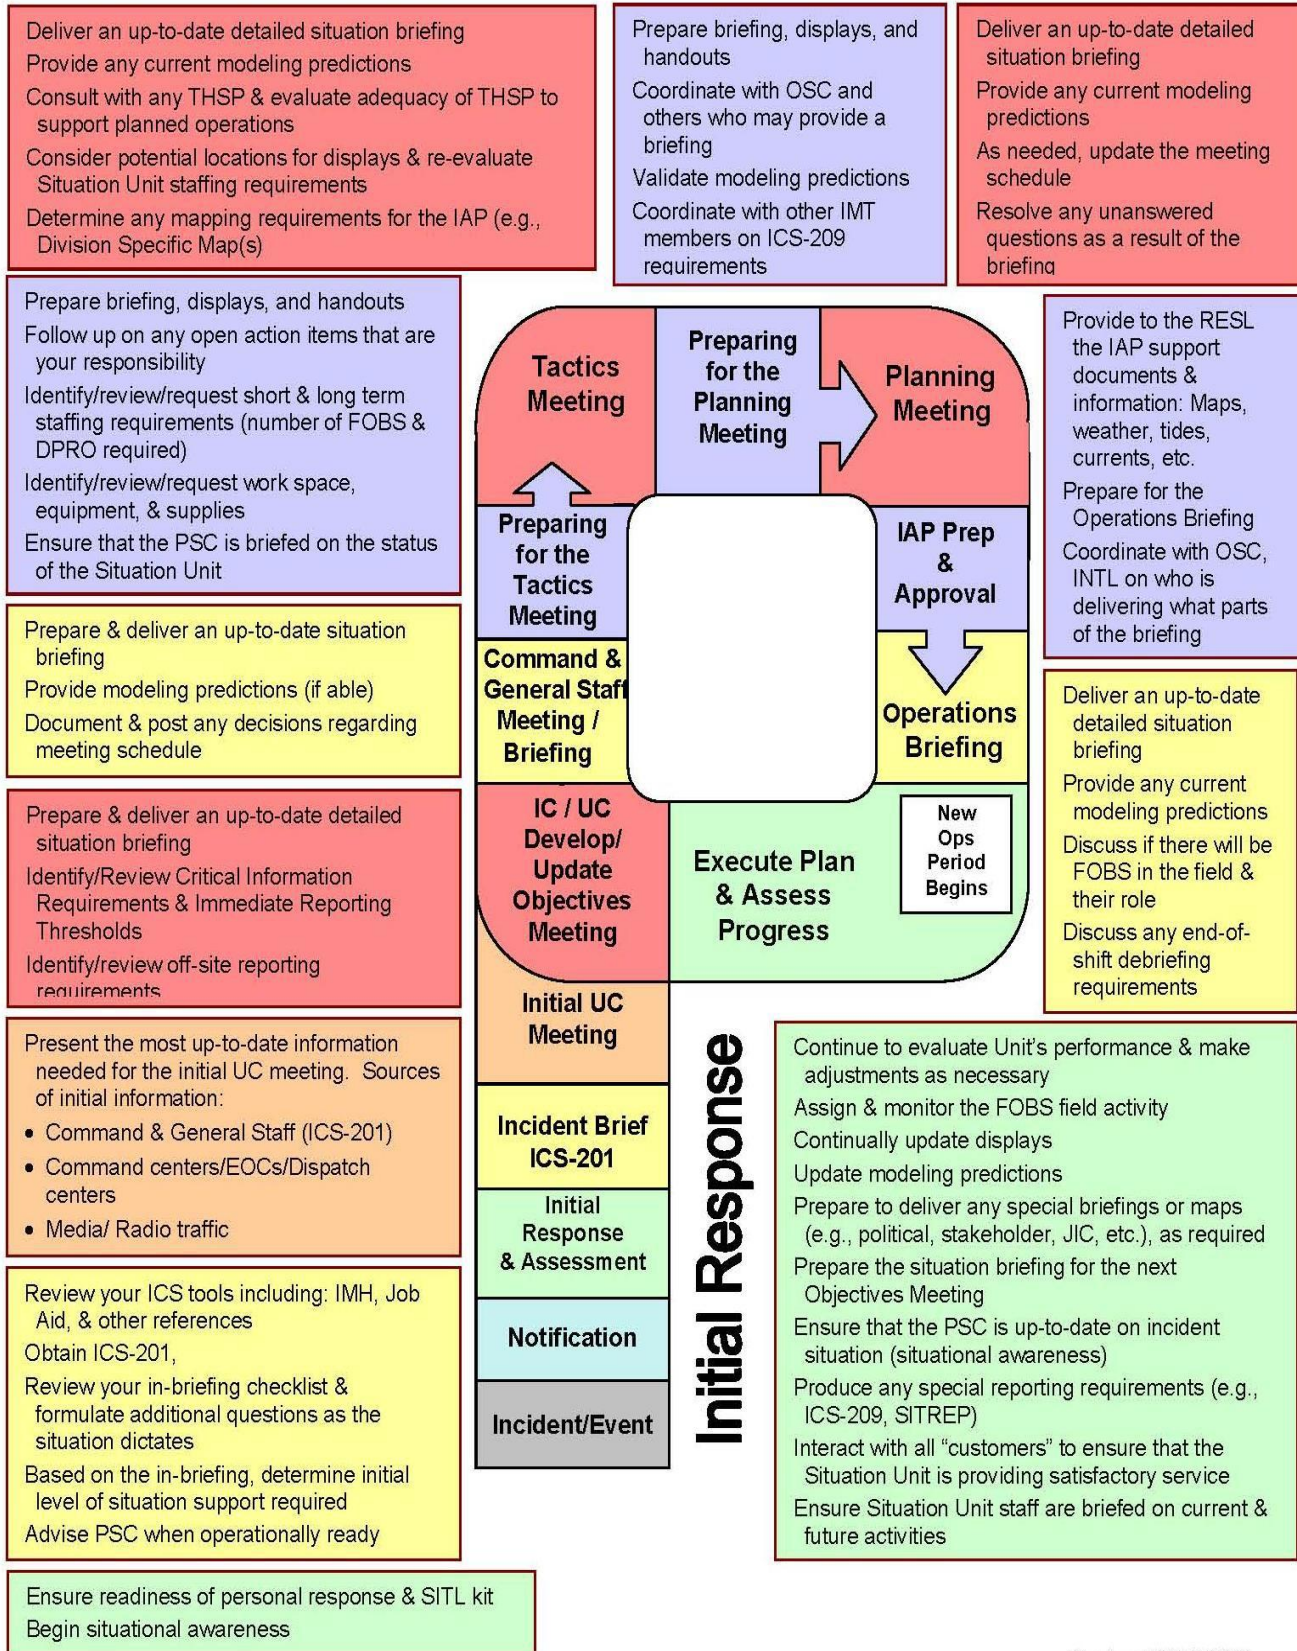 Deliver an up-to-date detailed situation briefing
Provide any current modeling predictions
Consult with any THSP & evaluate adequacy of THSP to
support planned operations
Consider potential locations for displays & re-evaluate
Situation Unit staffing requirements
Determine any mapping requirements for the IAP (e.g.,
Division Specific Map(s)
Prepare briefing, displays, and
handouts
Coordinate with OSC and
others who may provide a
briefing
Validate modeling predictions
Coordinate with other IMT
members on ICS-209
requirements
Deliver an up-to-date detailed
situation briefing
Provide any current modeling
predictions
As needed, update the meeting
schedule
Resolve any unanswered
questions as a result of the
briefing
Prepare briefing, displays, and handouts
Follow up on any open action items that are
your responsibility
Identify/review/request short & long term
staffing requirements (number of FOBS &
DPRO required)
Identify/review/request work space,
equipment, & supplies
Ensure that the PSC is briefed on the status
of the Situation Unit
Prepare & deliver an up-to-date situation
briefing
Provide modeling predictions (if able)
Document & post any decisions regarding
meeting schedule
Prepare & deliver an up-to-date detailed
situation briefing
Identify/Review Critical Information
Requirements & Immediate Reporting
Thresholds
Identify/review off-site reporting
requirements
Present the most up-to-date information
needed for the initial UC meeting. Sources
of initial information:
• Command & General Staff (ICS-201)
• Command centers/EOCs/Dispatch
centers
• Media/ Radio traffic
Review your ICS tools including: IMH, Job
Aid, & other references
Obtain ICS-201,
Review your in-briefing checklist &
formulate additional questions as the
situation dictates
Based on the in-briefing, determine initial
level of situation support required
Advise PSC when operationally ready
Ensure readiness of personal response & SITL kit
Begin situational awareness
Tactics
Meeting
Preparing
for the
Planning
Meeting
Planning
Meeting
Preparing
for the
Tactics
Meeting
IAP Prep
&
Approval
Command &
General Staff
Meeting /
Briefing
Operations
Briefing
IC / UC
Develop/
Update
Objectives
Meeting
Execute Plan
& Assess
Progress
New
Ops
Period
Begins
Initial UC
Meeting
Incident Brief
ICS-201
Initial
Response
& Assessment
Notification
Incident/Event
Initial Response
Provide to the RESL
the IAP support
documents &
information: Maps,
weather, tides,
currents, etc.
Prepare for the
Operations Briefing
Coordinate with OSC,
INTL on who is
delivering what parts
of the briefing
Deliver an up-to-date
detailed situation
briefing
Provide any current
modeling predictions
Discuss if there will be
FOBS in the field &
their role
Discuss any end-of-
shift debriefing
requirements
Continue to evaluate Unit's performance & make
adjustments as necessary
Assign & monitor the FOBS field activity
Continually update displays
Update modeling predictions
Prepare to deliver any special briefings or maps
(e.g., political, stakeholder, JIC, etc.), as required
Prepare the situation briefing for the next
Objectives Meeting
Ensure that the PSC is up-to-date on incident
situation (situational awareness)
Produce any special reporting requirements (e.g.,
ICS-209, SITREP)
Interact with all “customers” to ensure that the
Situation Unit is providing satisfactory service
Ensure Situation Unit staff are briefed on current &
future activities